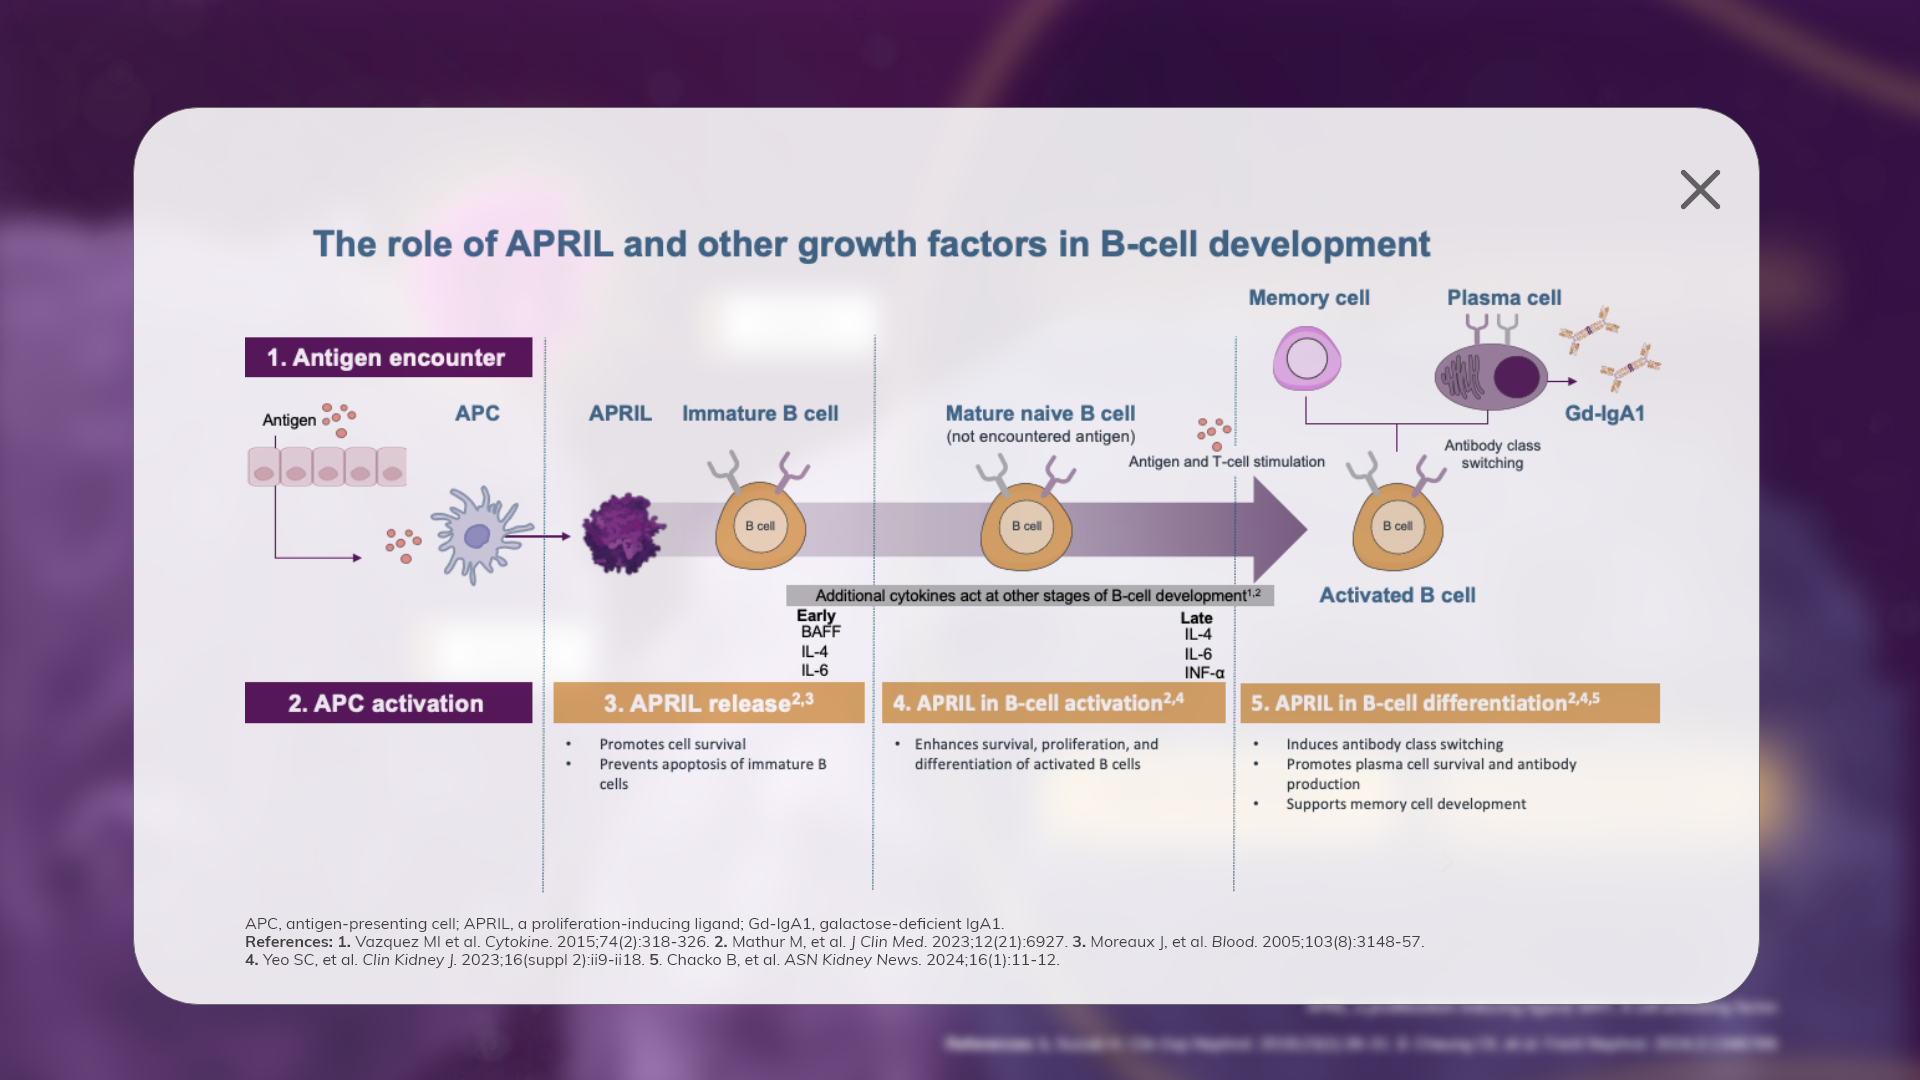 The role of APRIL and other growth factors in B-cell development
1. Antigen encounter
Antigen
APC
APRIL
Immature B cell
B cell
Mature naive B cell
(not encountered antigen)
B cell
Antigen and T-cell stimulation
Memory cell
Plasma cell
Gd-IgA1
Antibody class
switching
B cell
Activated B cell
Additional cytokines act at other stages of B-cell development1,2
Early
BAFF
IL-4
IL-6
Late
IL-4
IL-6
INF-α
2. APC activation
3. APRIL release2,3
• Promotes cell survival
• Prevents apoptosis of immature B
cells
4. APRIL in B-cell activation2,4
• Enhances survival, proliferation, and
differentiation of activated B cells
5. APRIL in B-cell differentiation2,4,5
• Induces antibody class switching
• Promotes plasma cell survival and antibody
production
• Supports memory cell development
APC, antigen-presenting cell; APRIL, a proliferation-inducing ligand; Gd-IgA1, galactose-deficient IgA1.
References: 1. Vazquez MI et al. Cytokine. 2015;74(2):318-326. 2. Mathur M, et al. J Clin Med. 2023;12(21):6927. 3. Moreaux J, et al. Blood. 2005;103(8):3148-57.
4. Yeo SC, et al. Clin Kidney J. 2023;16(suppl 2):ii9-ii18. 5. Chacko B, et al. ASN Kidney News. 2024;16(1):11-12.